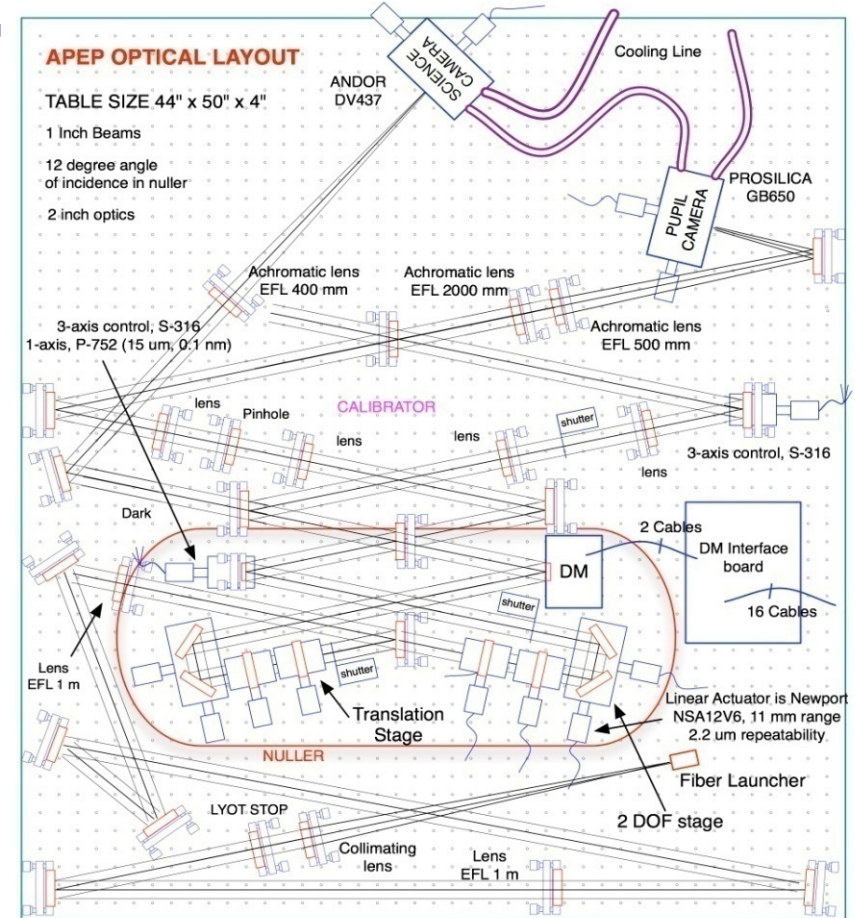 APEP OPTICAL LAYOUT
TABLE SIZE 44" x 50" x 4"
1 Inch Beams
12 degree angle
of incidence in nuller
2 inch optics
ANDOR
DV437
SCIENCE
CAMERA
Cooling Line
PROSILICA
GB650
PUPIL
CAMERA
Achromatic lens
EFL 400 mm
Achromatic lens
EFL 2000 mm
Achromatic lens
EFL 500 mm
3-axis control, S-316
1-axis, P-752 (15 um, 0.1 nm)
lens
Pinhole
lens
CALIBRATOR
lens
shutter
lens
3-axis control, S-316
Dark
DM
2 Cables
DM Interface
board
16 Cables
shutter
shutter
Lens
EFL 1 m
Translation
Stage
Linear Actuator is Newport
NSA12V6, 11 mm range
2.2 um repeatability
NULLER
Fiber Launcher
2 DOF stage
LYOT STOP
Collimating
lens
Lens
EFL 1 m